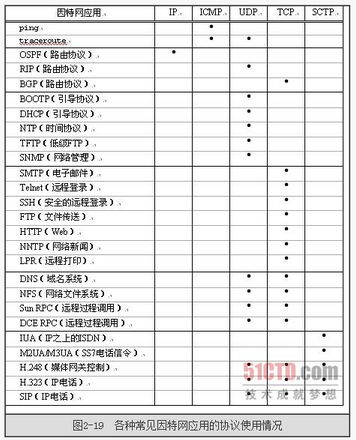 因特网应用 IP ICMP UDP TCP SCTP
ping •
traceroute • •
OSPF（路由协议） •
RIP（路由协议） •
BGP（路由协议） •
BOOTP（引导协议） •
DHCP（引导协议） •
NTP（时间协议） •
TFTP（低级FTP） •
SNMP（网络管理） •
SMTP（电子邮件） •
Telnet（远程登录） •
SSH（安全的远程登录） •
FTP（文件传送） •
HTTP（Web） •
NNTP（网络新闻） •
LPR（远程打印） •
DNS（域名系统） • •
NFS（网络文件系统） • •
Sun RPC（远程过程调用） • •
DCE RPC（远程过程调用） • •
IUA（IP之上的ISDN） •
M2UA/M3UA（SS7电话信令） •
H.248（媒体网关控制） • • •
H.323（IP电话） • • •
SIP（IP电话） • • •
51CTO.com
技术成就梦想
图2-19 各种常见因特网应用的协议使用情况